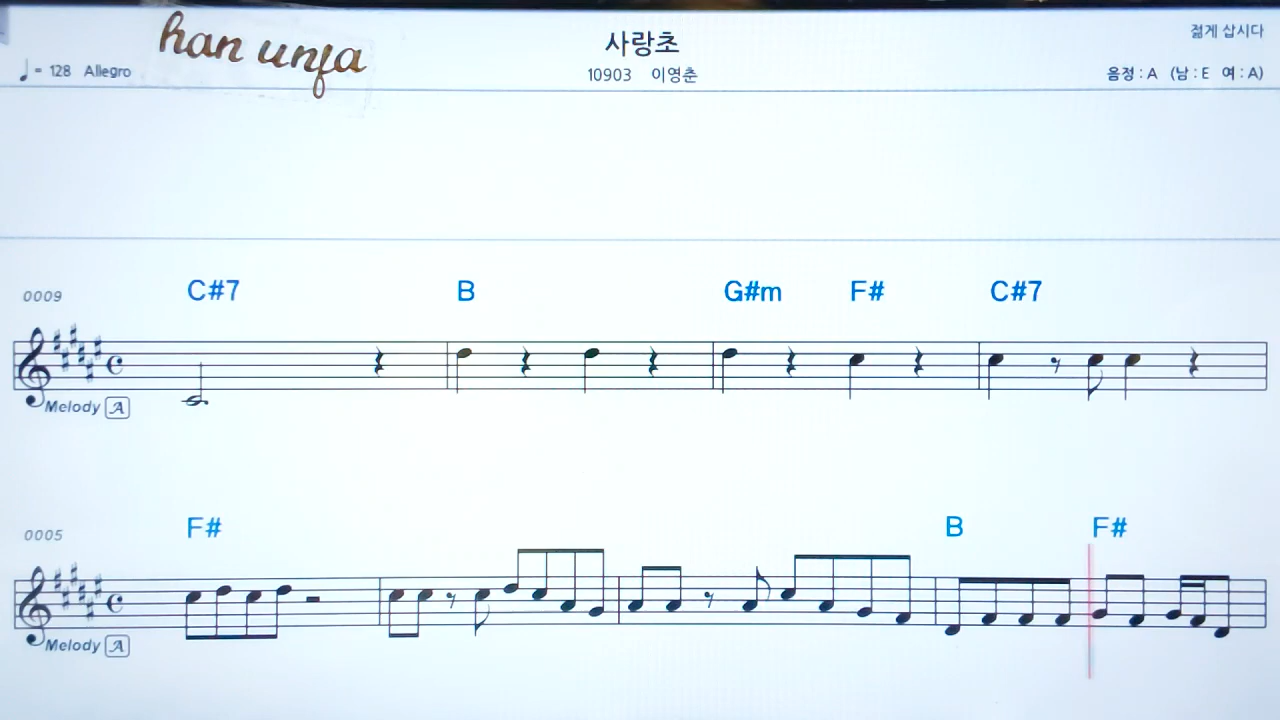 han unja
사랑초
젊게 삽시다
♩= 128 Allegro
10903 이영춘
음정 : A (남 : E 여 : A)
0009
C#7 B G#m F# C#7
Melody A
0005
F# B F#
Melody A